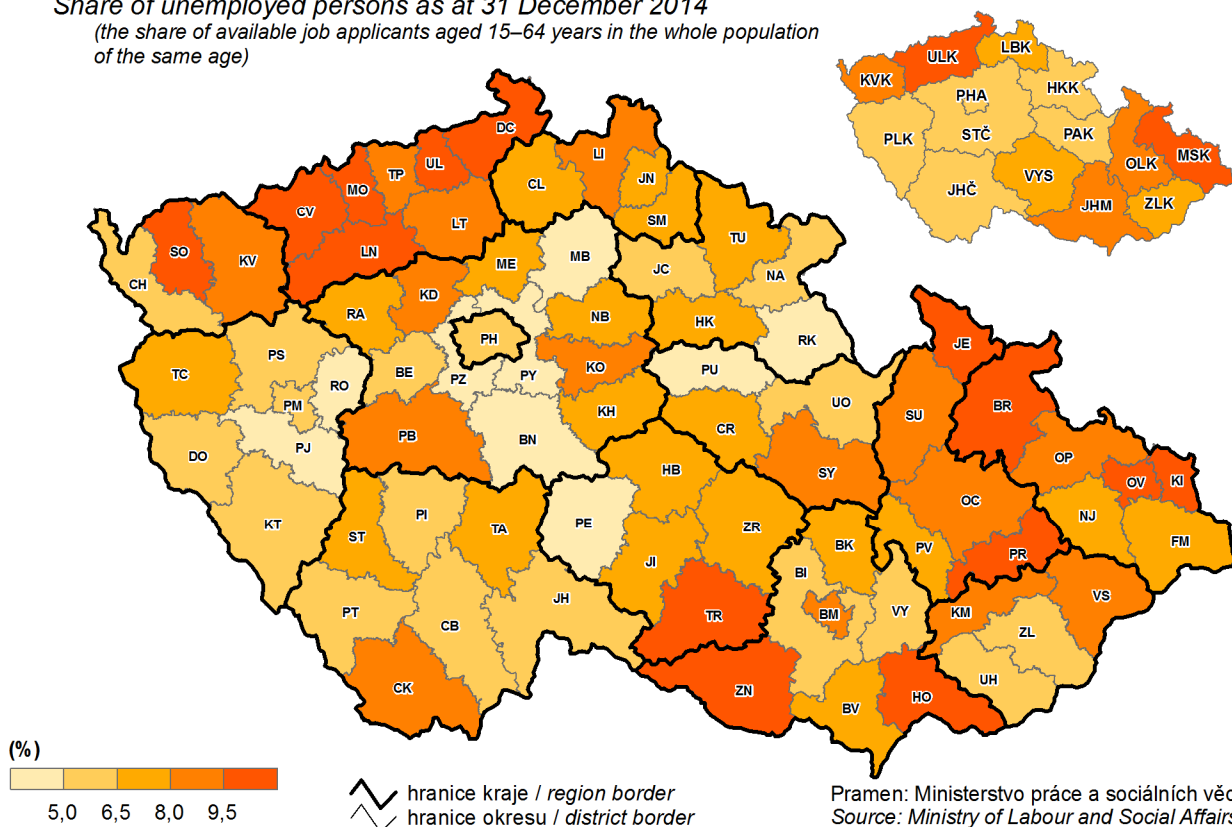 Share of unemployed persons as at 31 December 2014
(the share of available job applicants aged 15–64 years in the whole population
of the same age)
ULK
LBK
KVK
PHA
HKK
PLK
STČ
PAK
MSK
OLK
VYS
JHČ
JHM
ZLK
DC
UL
TP
MO
LI
JN
CL
CV
LT
SM
TU
LN
SO
KV
CH
ME
MB
JC
NA
KD
RA
NB
HK
PH
RK
JE
PS
TC
RO
BE
PZ
PY
KO
PU
PM
KH
UO
SU
BR
CR
PB
BN
PJ
DO
OP
HB
SY
OV
KI
OC
PI
KT
ST
TA
PE
ZR
NJ
FM
BK
PV
PR
JI
BI
VS
JH
PT
CB
TR
BM
VY
KM
ZL
UH
CK
ZN
HO
BV
(%)
5,0 6,5 8,0 9,5
hranice kraje / region border
hranice okresu / district border
Pramen: Ministerstvo práce a sociálních věc
Source: Ministry of Labour and Social Affairs